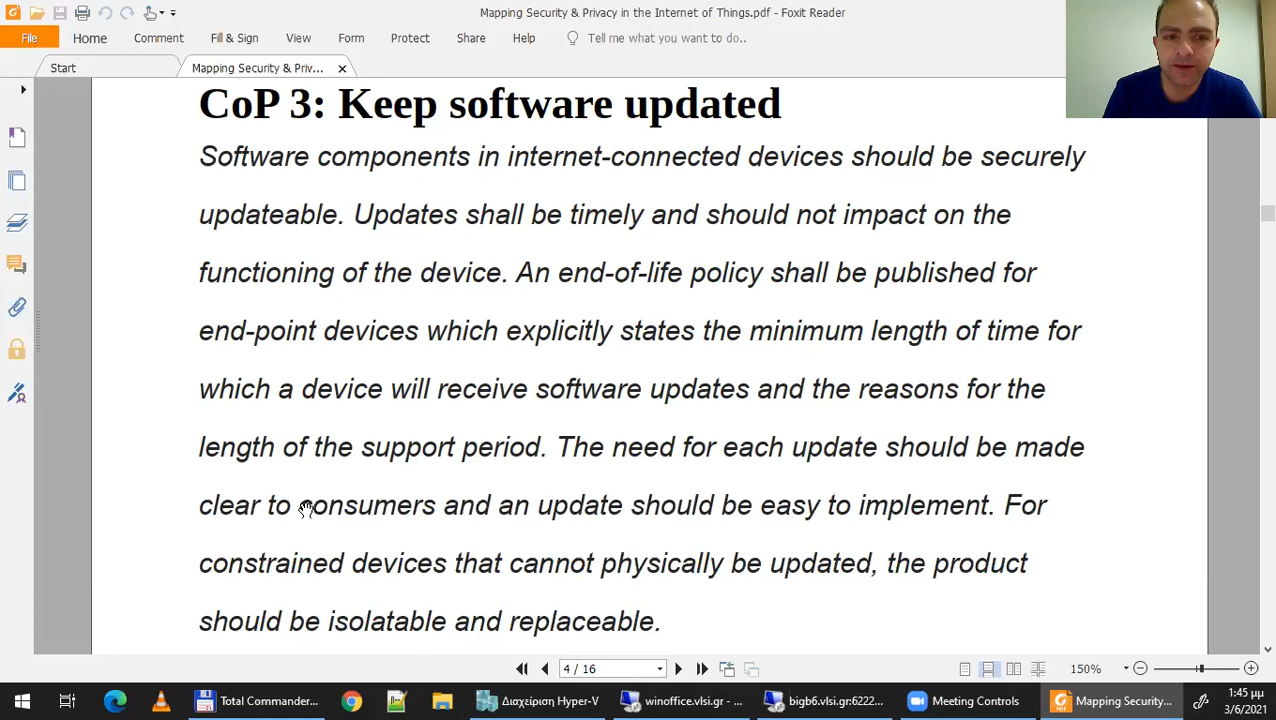 Mapping Security & Privacy in the Internet of Things.pdf - Foxit Reader
File Home Comment Fill & Sign View Form Protect Share Help Tell me what you want to do..
Start Mapping Security & Priv...
CoP 3: Keep software updated
Software components in internet-connected devices should be securely
updateable. Updates shall be timely and should not impact on the
functioning of the device. An end-of-life policy shall be published for
end-point devices which explicitly states the minimum length of time for
which a device will receive software updates and the reasons for the
length of the support period. The need for each update should be made
clear to consumers and an update should be easy to implement. For
constrained devices that cannot physically be updated, the product
should be isolatable and replaceable.
4 / 16 150%
Total Commander... Διαχείριση Hyper-V winoffice.vlsi.gr - ... bigb6.vlsi.gr:6222... Meeting Controls Mapping Security... 1:45 μμ
3/6/2021